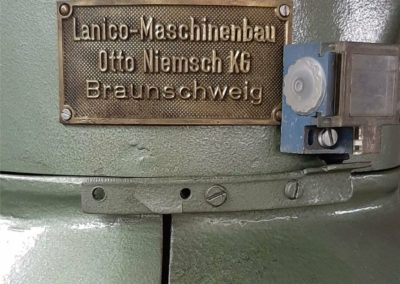 Lanico-Maschinenbau
Otto Niemsch KG
Braunschweig